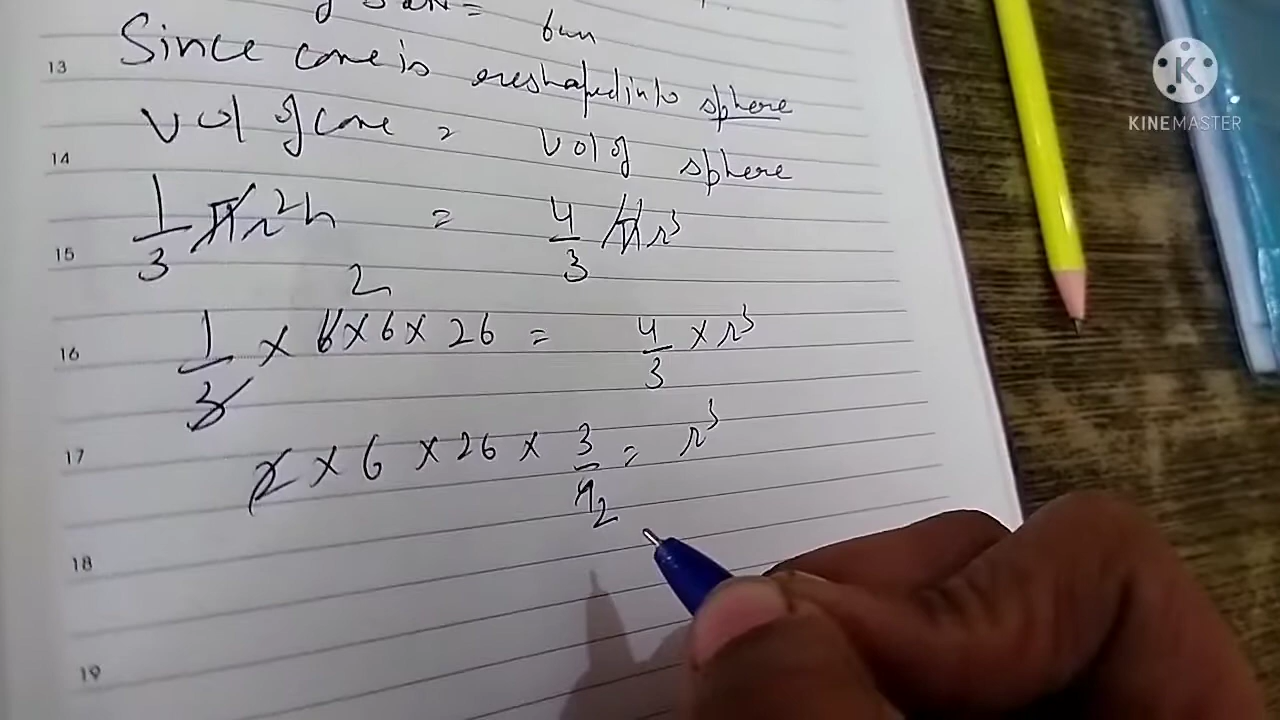 6cm
13 Since cone is reshaped into sphere
vol of cone = vol of sphere
14
1/3 πr²h = 4/3 πr³
15
2
1/3 × 6 × 6 × 26 = 4/3 × r³
16
2 × 6 × 26 × 3/4 = r³
17
2
18
19
K
KINEMASTER